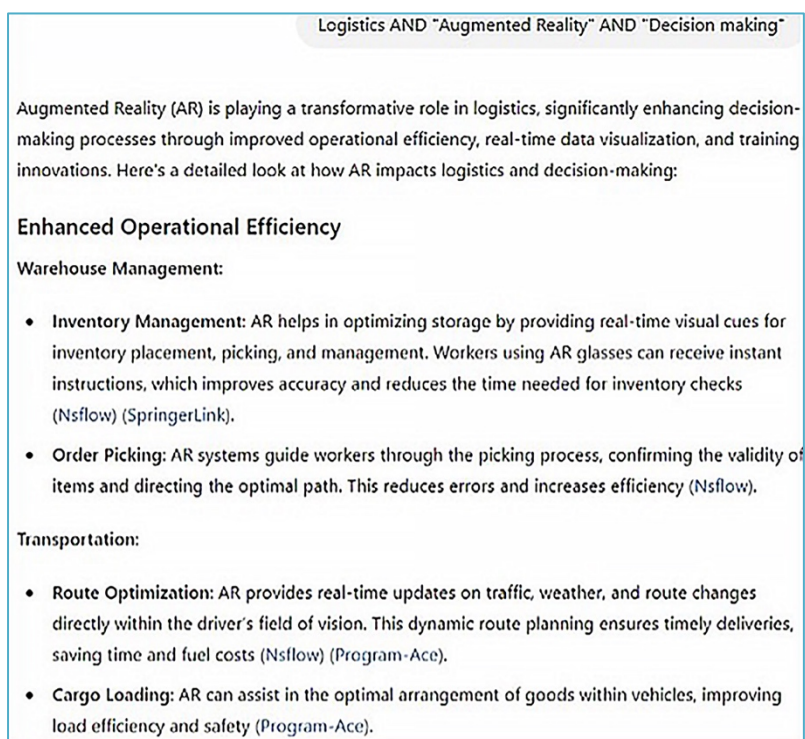 Logistics AND "Augmented Reality" AND "Decision making"
Augmented Reality (AR) is playing a transformative role in logistics, significantly enhancing decision-
making processes through improved operational efficiency, real-time data visualization, and training
innovations. Here's a detailed look at how AR impacts logistics and decision-making:
Enhanced Operational Efficiency
Warehouse Management:
• Inventory Management: AR helps in optimizing storage by providing real-time visual cues for
inventory placement, picking, and management. Workers using AR glasses can receive instant
instructions, which improves accuracy and reduces the time needed for inventory checks
(Nsflow) (SpringerLink).
• Order Picking: AR systems guide workers through the picking process, confirming the validity of
items and directing the optimal path. This reduces errors and increases efficiency (Nsflow).
Transportation:
• Route Optimization: AR provides real-time updates on traffic, weather, and route changes
directly within the driver's field of vision. This dynamic route planning ensures timely deliveries,
saving time and fuel costs (Nsflow) (Program-Ace).
• Cargo Loading: AR can assist in the optimal arrangement of goods within vehicles, improving
load efficiency and safety (Program-Ace).